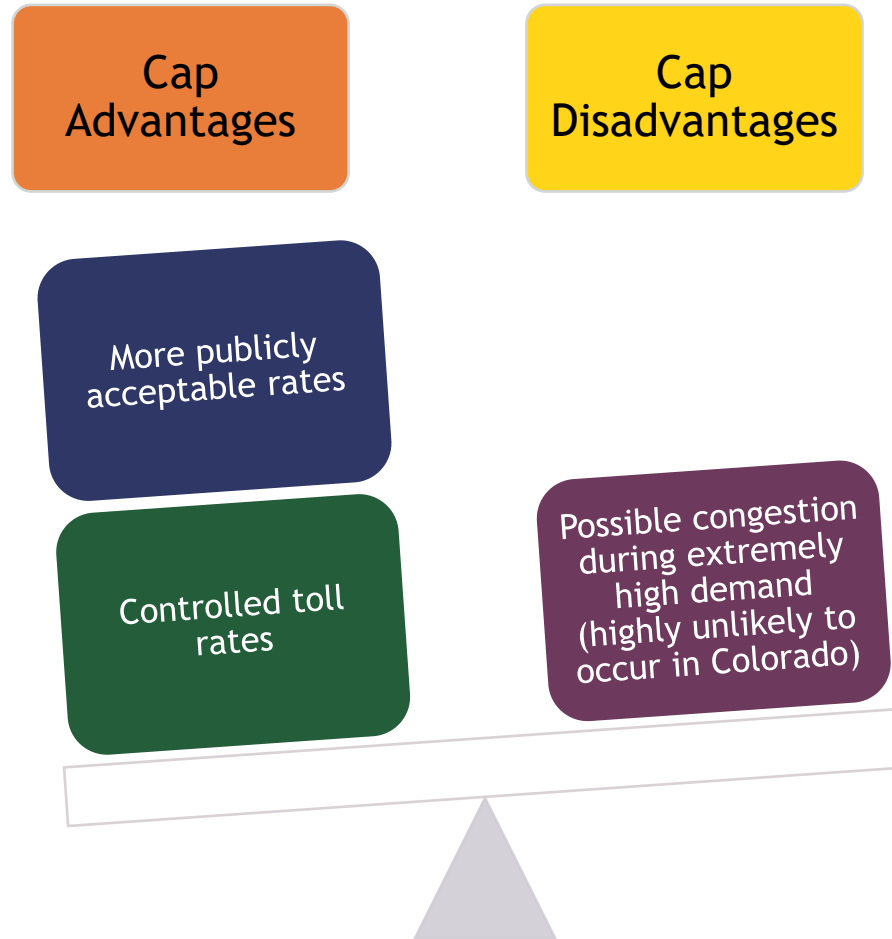 Cap
Advantages
Cap
Disadvantages
More publicly
acceptable rates
Controlled toll
rates
Possible congestion
during extremely
high demand
(highly unlikely to
occur in Colorado)